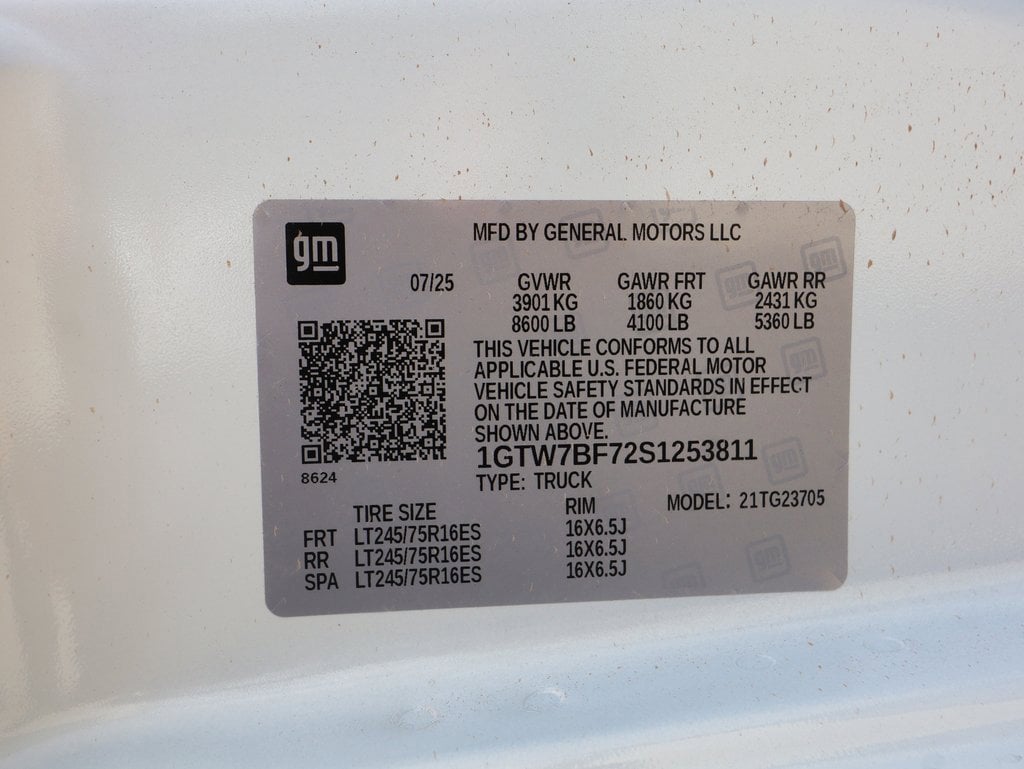 gm
MFD BY GENERAL MOTORS LLC
07/25
GVWR GAWR FRT GAWR RR
3901 KG 1860 KG 2431 KG
8600 LB 4100 LB 5360 LB
THIS VEHICLE CONFORMS TO ALL
APPLICABLE U.S. FEDERAL MOTOR
VEHICLE SAFETY STANDARDS IN EFFECT
ON THE DATE OF MANUFACTURE
SHOWN ABOVE.
1GTW7BF72S1253811
8624
TYPE: TRUCK
MODEL: 21TG23705
TIRE SIZE RIM
FRT LT245/75R16ES 16X6.5J
RR LT245/75R16ES 16X6.5J
SPA LT245/75R16ES 16X6.5J